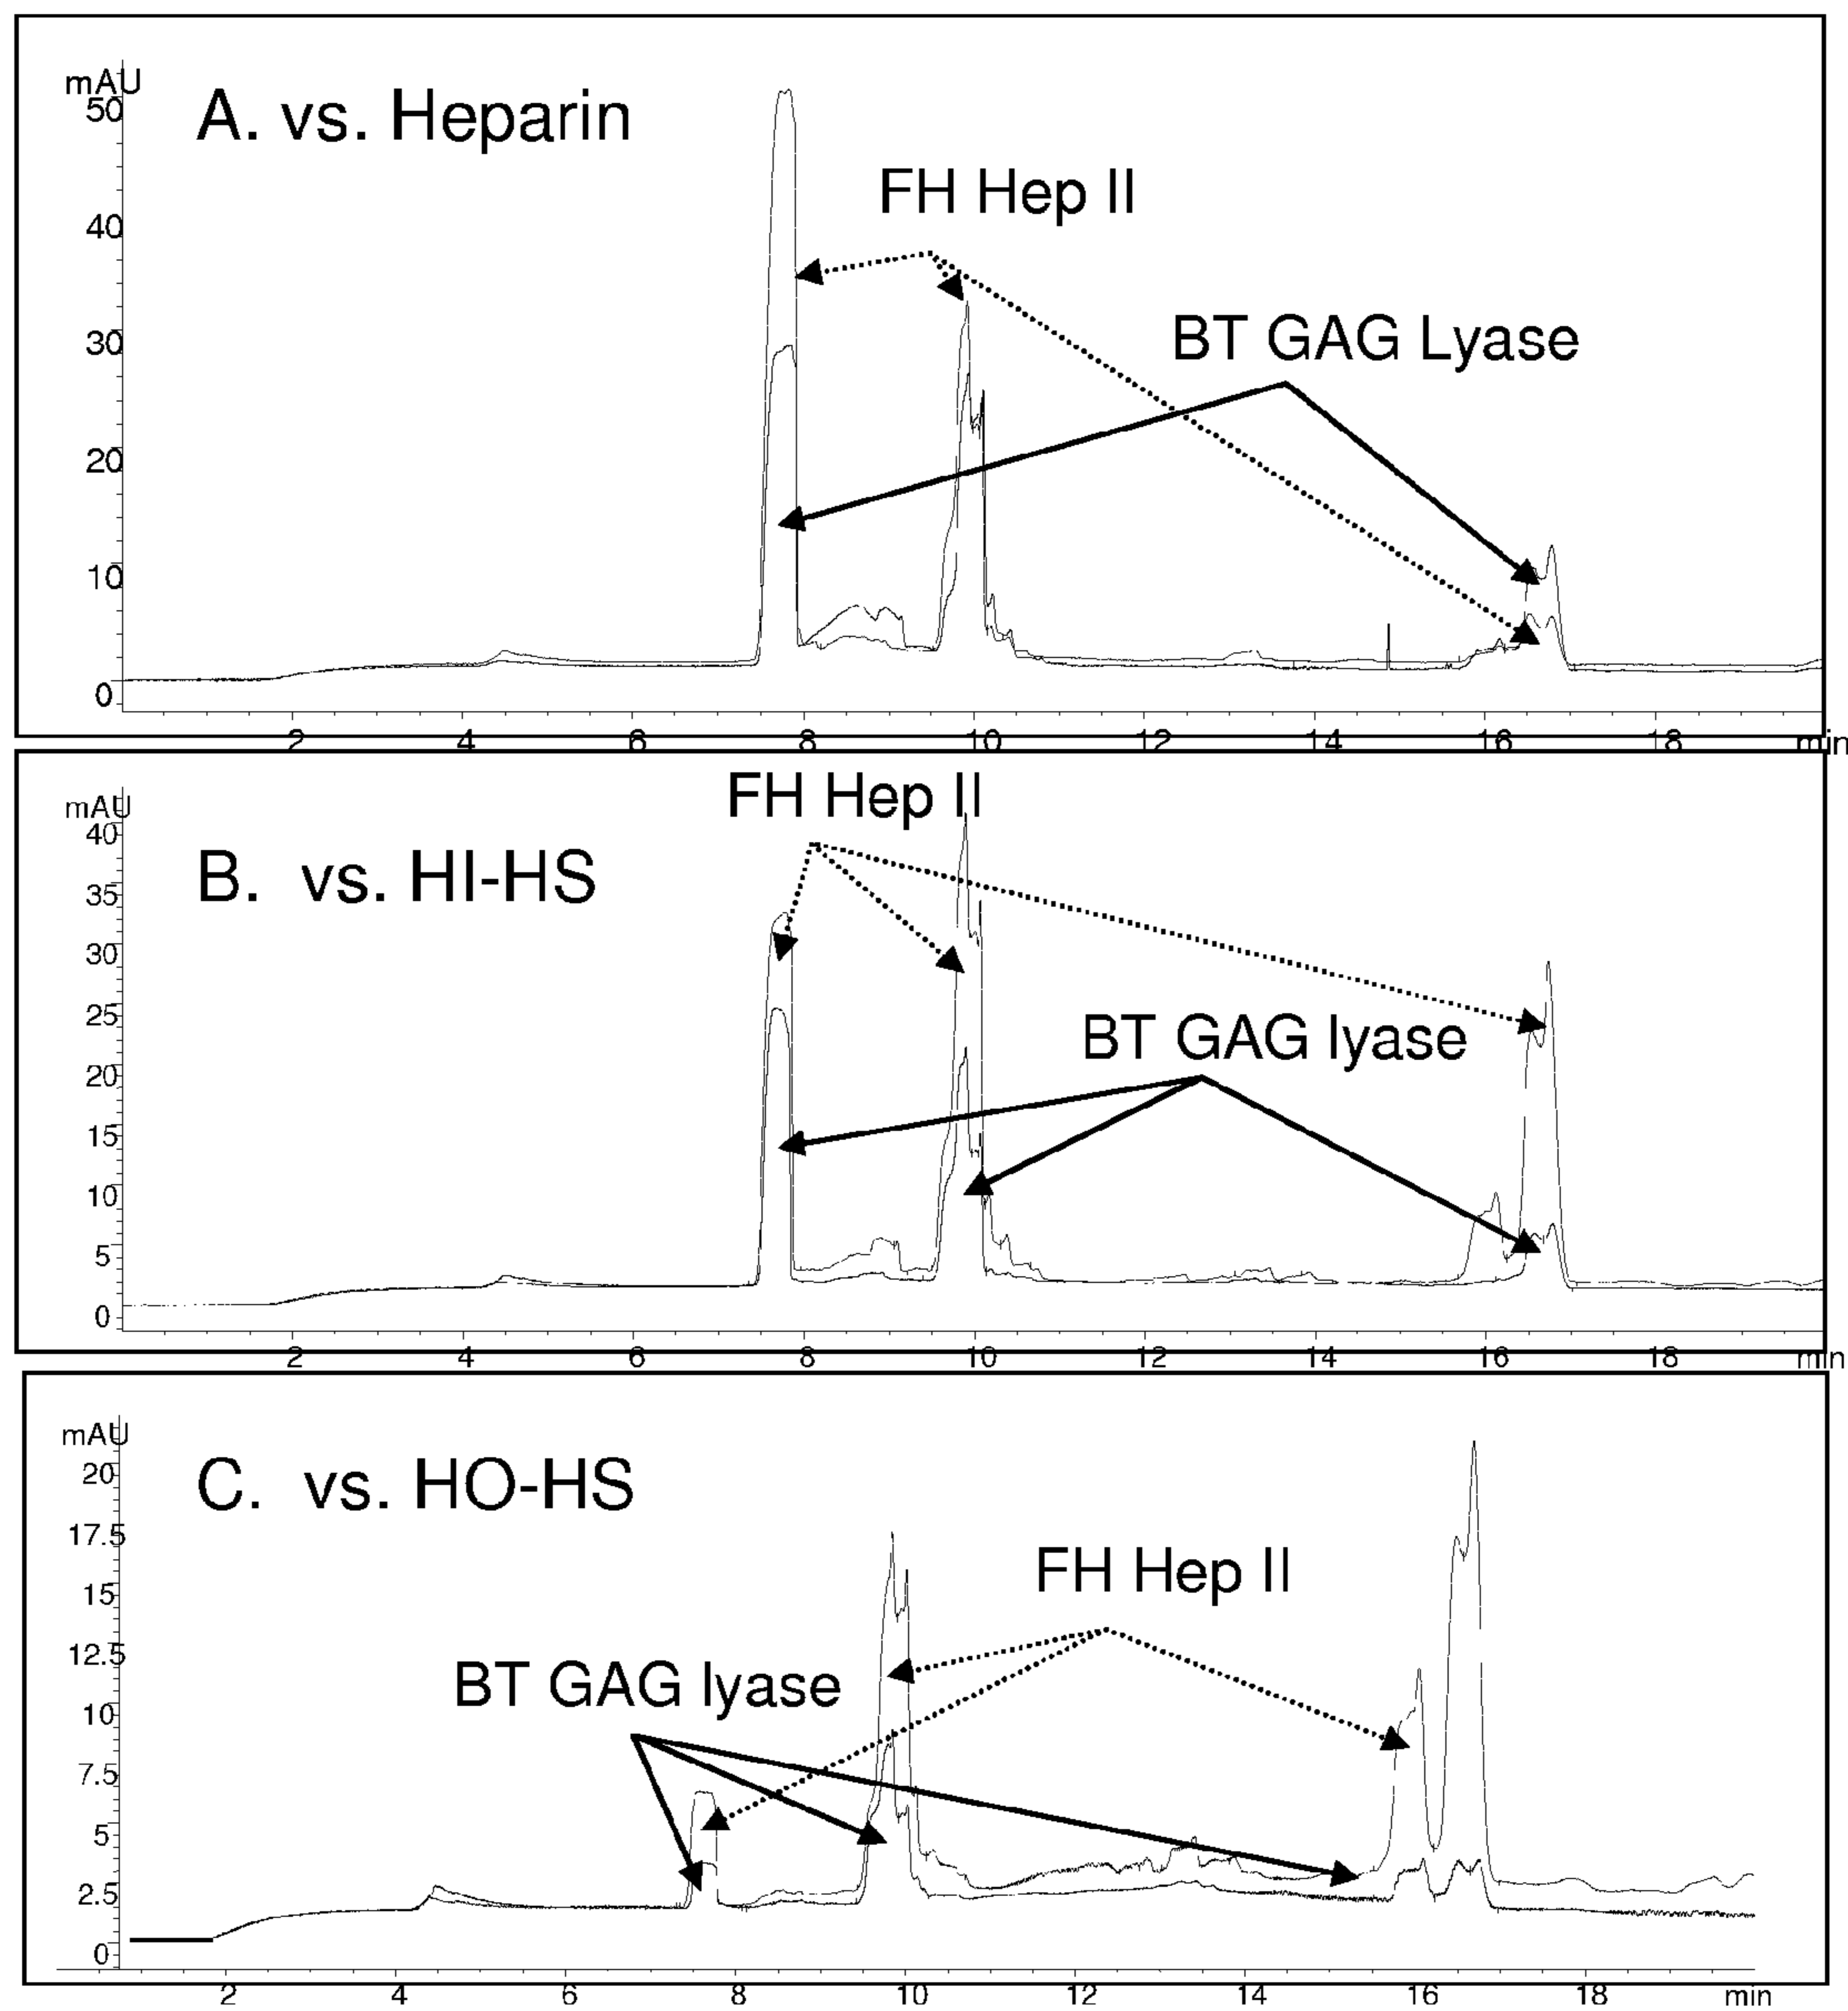 mAU
50
A. vs. Heparin
FH Hep II
40
BT GAG Lyase
30
20
10
0
2 4 6 8 10 12 14 16 18 min
FH Hep II
mAU
40
B. vs. HI-HS
35
30
25
BT GAG lyase
20
15
10
5
0
2 4 6 8 10 12 14 16 18 min
mAU
20
C. vs. HO-HS
17.5
FH Hep II
15
12.5
BT GAG lyase
10
7.5
5
2.5
0
2 4 6 8 10 12 14 16 18 min